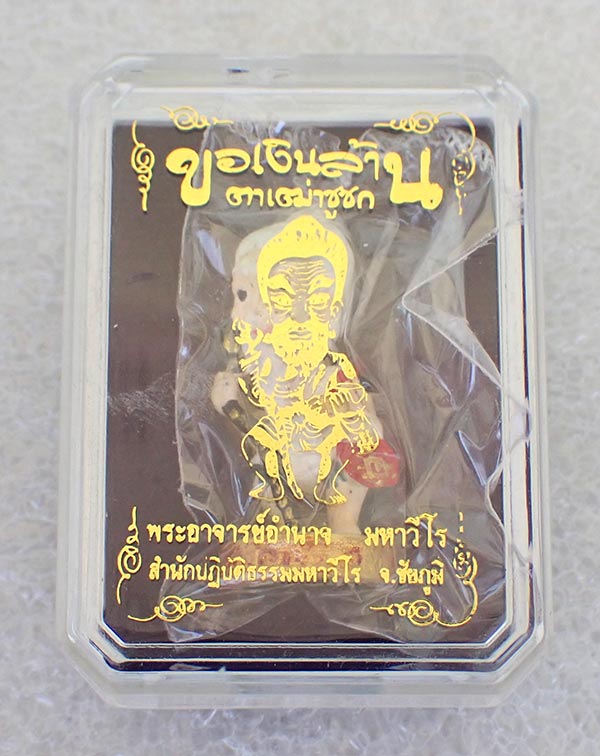 ขอเงินล้าน
ตาเฒ่าชูชก
พระอาจารย์อำนาจ มหาวีโร
สำนักปฏิบัติธรรมมหาวีโร จ.ชัยภูมิ